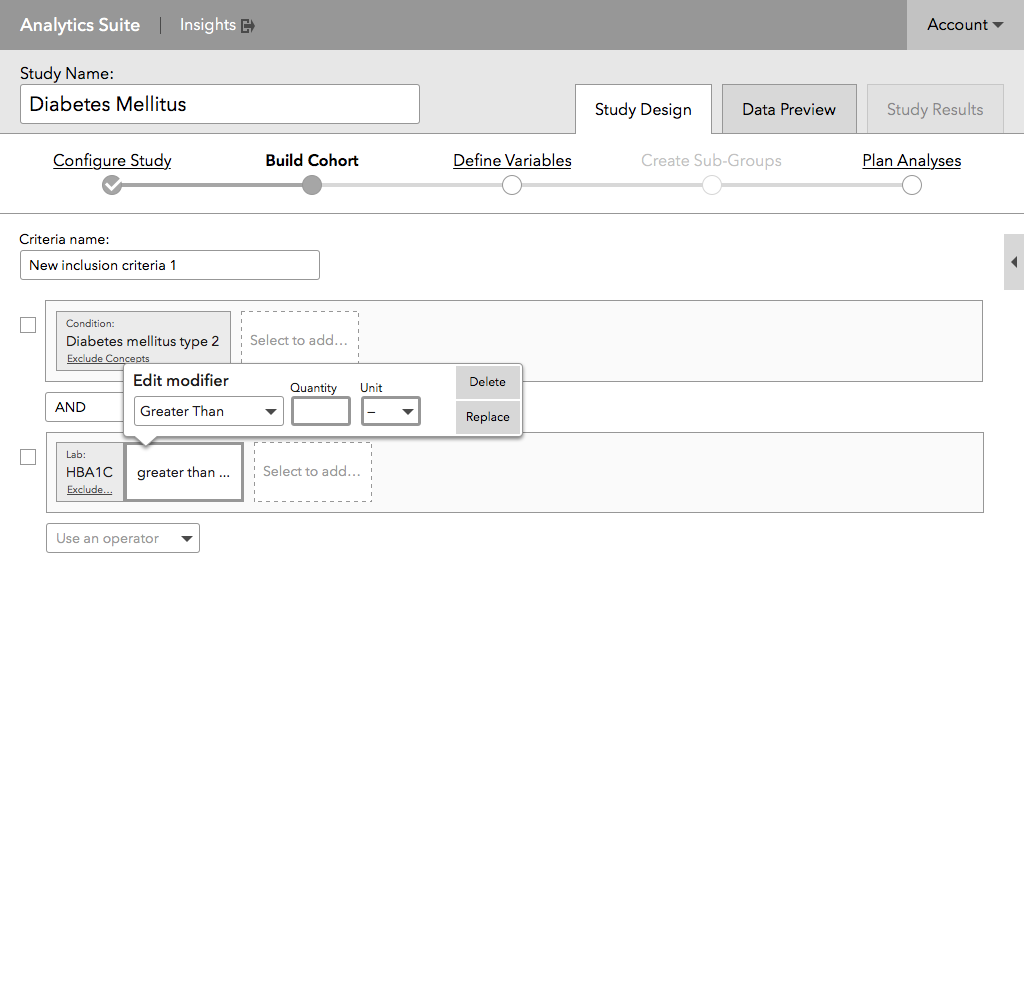 Analytics Suite
Insights
Account
Study Name:
Diabetes Mellitus
Study Design
Data Preview
Study Results
Configure Study
Build Cohort
Define Variables
Create Sub-Groups
Plan Analyses
Criteria name:
New inclusion criteria 1
Condition:
Diabetes mellitus type 2
Exclude Concepts
Select to add...
Edit modifier
Quantity
Unit
Greater Than
–
Delete
Replace
AND
Lab:
HBA1C
Exclude...
greater than ...
Select to add...
Use an operator